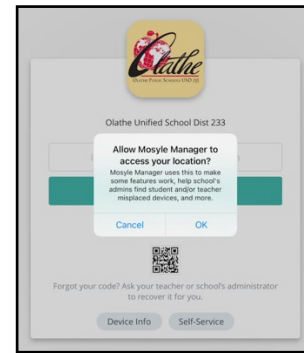 Olathe
Olathe Public Schools USD 233
Olathe Unified School Dist 233
Allow Mosyle Manager to
access your location?
Mosyle Manager uses this to make
some features work, help school's
admins find student and/or teacher
misplaced devices, and more.
Cancel
OK
Forgot your code? Ask your teacher or school's administrator
to recover it for you.
Device Info
Self-Service